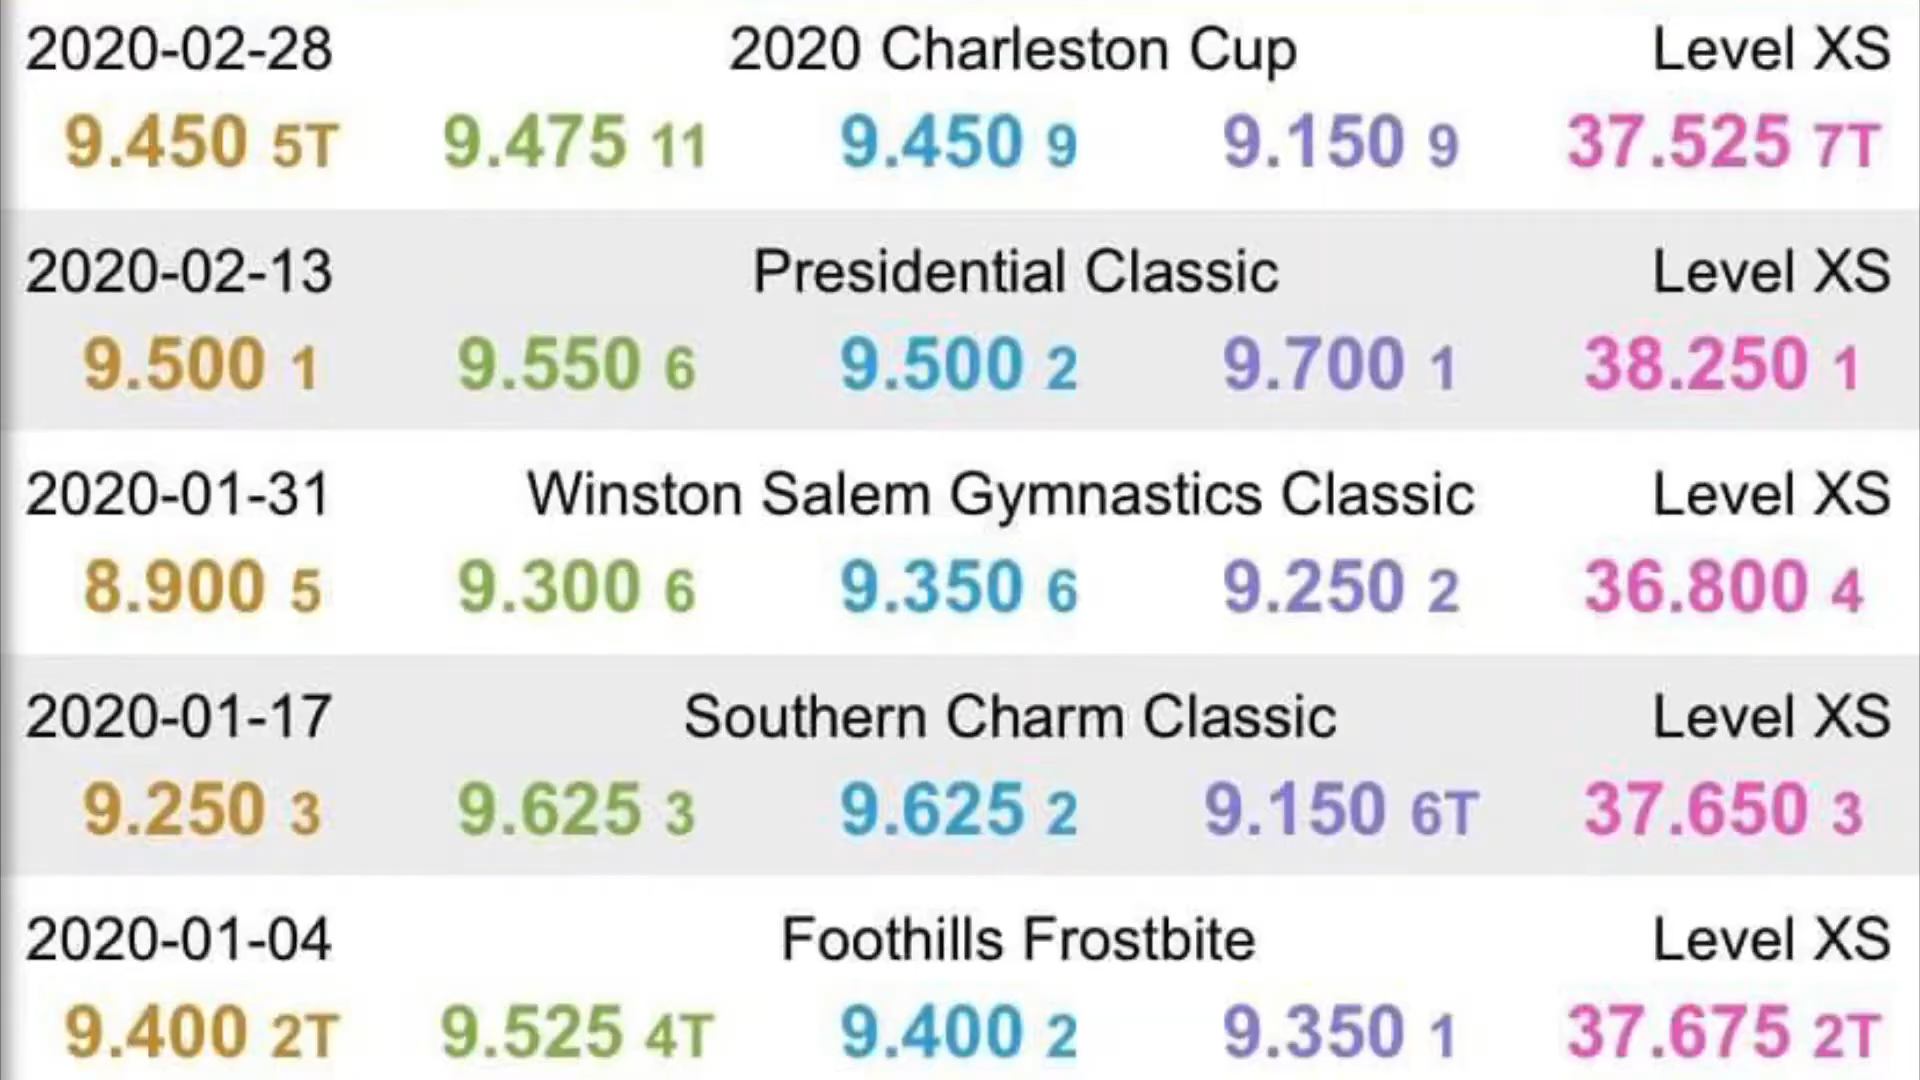 2020-02-28 2020 Charleston Cup Level XS
9.450 5T 9.475 11 9.450 9 9.150 9 37.525 7T
2020-02-13 Presidential Classic Level XS
9.500 1 9.550 6 9.500 2 9.700 1 38.250 1
2020-01-31 Winston Salem Gymnastics Classic Level XS
8.900 5 9.300 6 9.350 6 9.250 2 36.800 4
2020-01-17 Southern Charm Classic Level XS
9.250 3 9.625 3 9.625 2 9.150 6T 37.650 3
2020-01-04 Foothills Frostbite Level XS
9.400 2T 9.525 4T 9.400 2 9.350 1 37.675 2T